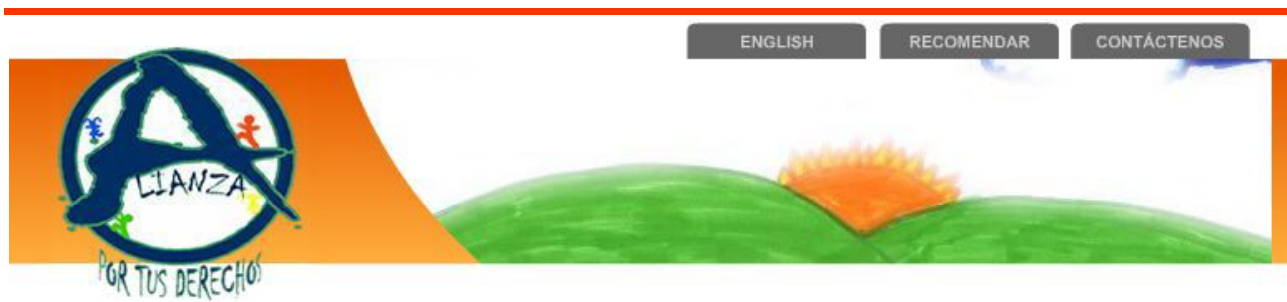 ENGLISH RECOMENDAR CONTÁCTENOS
ALIANZA
POR TUS DERECHOS